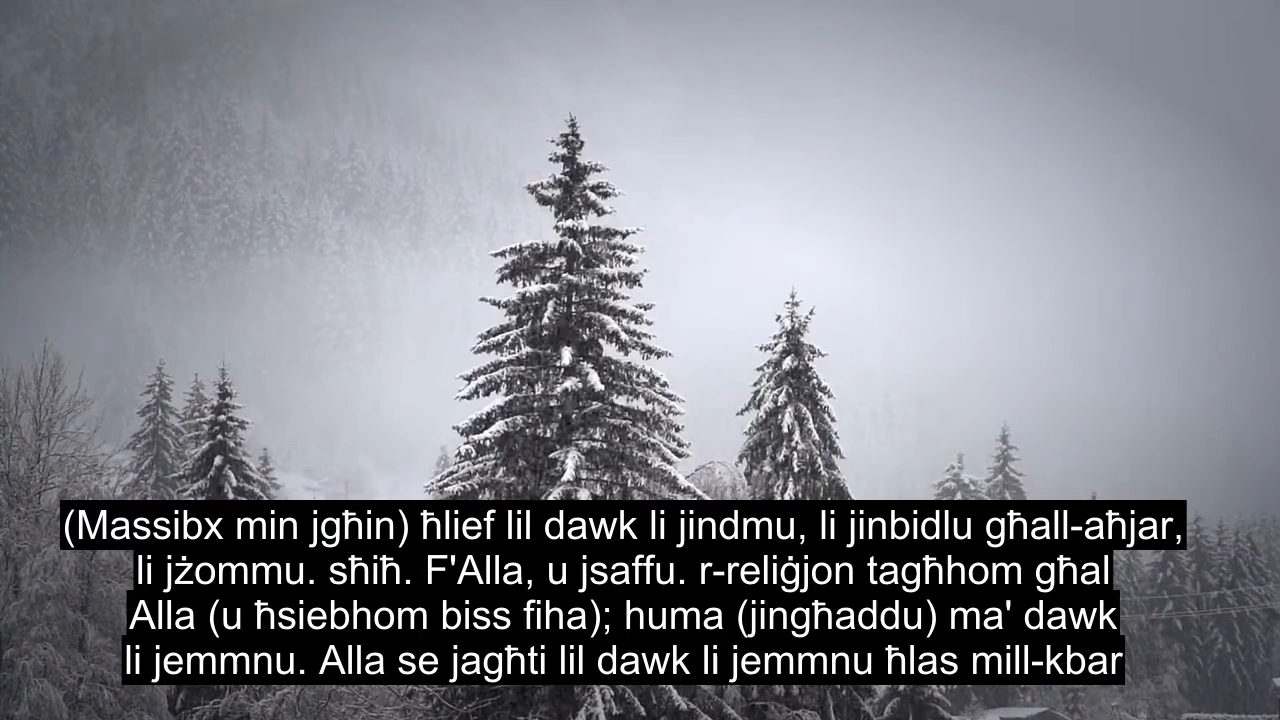 (Massibx min jgħin) ħlief lil dawk li jindmu, li jinbidlu għall-aħjar,
li jżommu. sħiħ. F'Alla, u jsaffu. r-reliġjon tagħhom għal
Alla (u ħsiebhom biss fiha); huma (jingħaddu) ma' dawk
li jemmnu. Alla se jagħti lil dawk li jemmnu ħlas mill-kbar